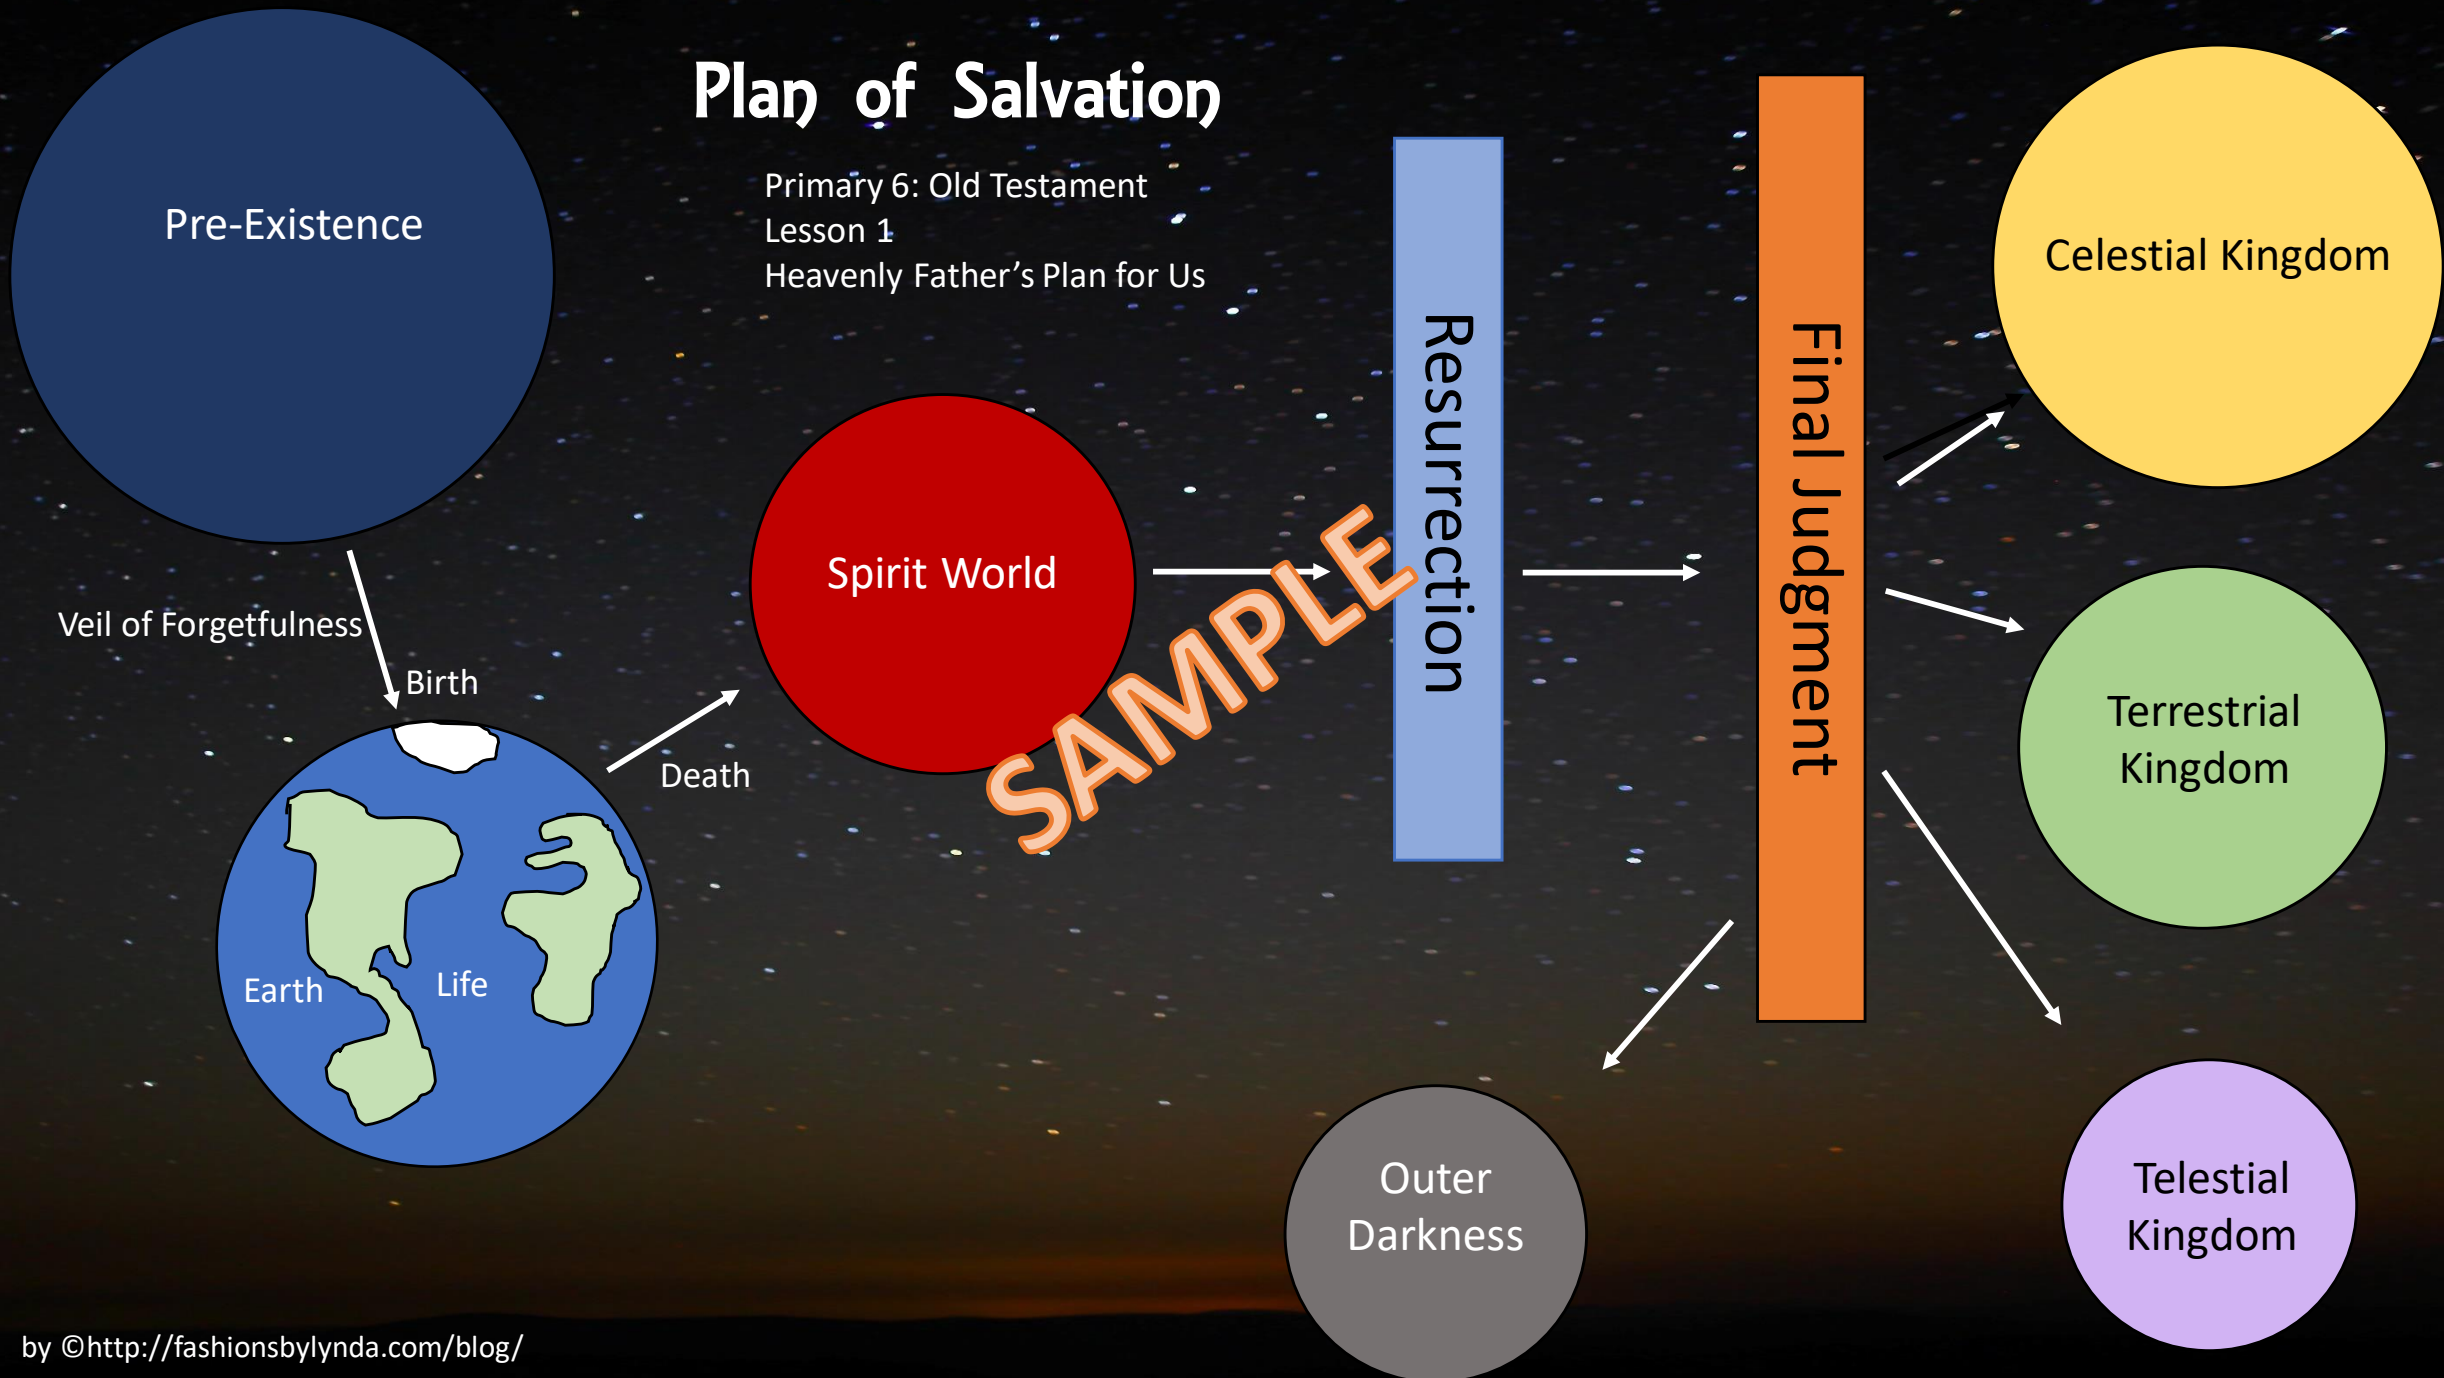 Plan of Salvation
Primary 6: Old Testament
Lesson 1
Heavenly Father's Plan for Us
Pre-Existence
Veil of Forgetfulness
Birth
Earth
Life
Death
Spirit World
SAMPLE
Resurrection
Final Judgment
Celestial Kingdom
Terrestrial
Kingdom
Telestial
Kingdom
Outer
Darkness
by ©http://fashionsbylynda.com/blog/